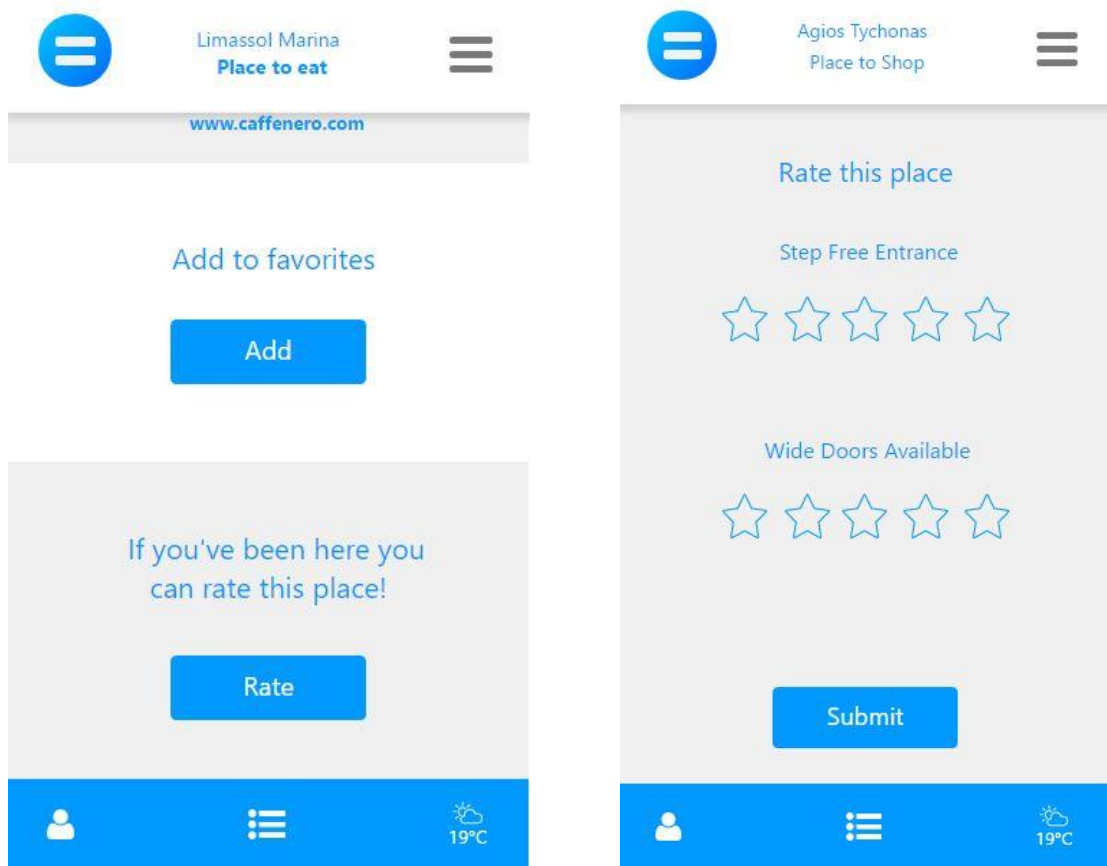 Limassol Marina
Place to eat
www.caffenero.com
Add to favorites
Add
If you've been here you
can rate this place!
Rate
19°C
Agios Tychonas
Place to Shop
Rate this place
Step Free Entrance
Wide Doors Available
Submit
19°C